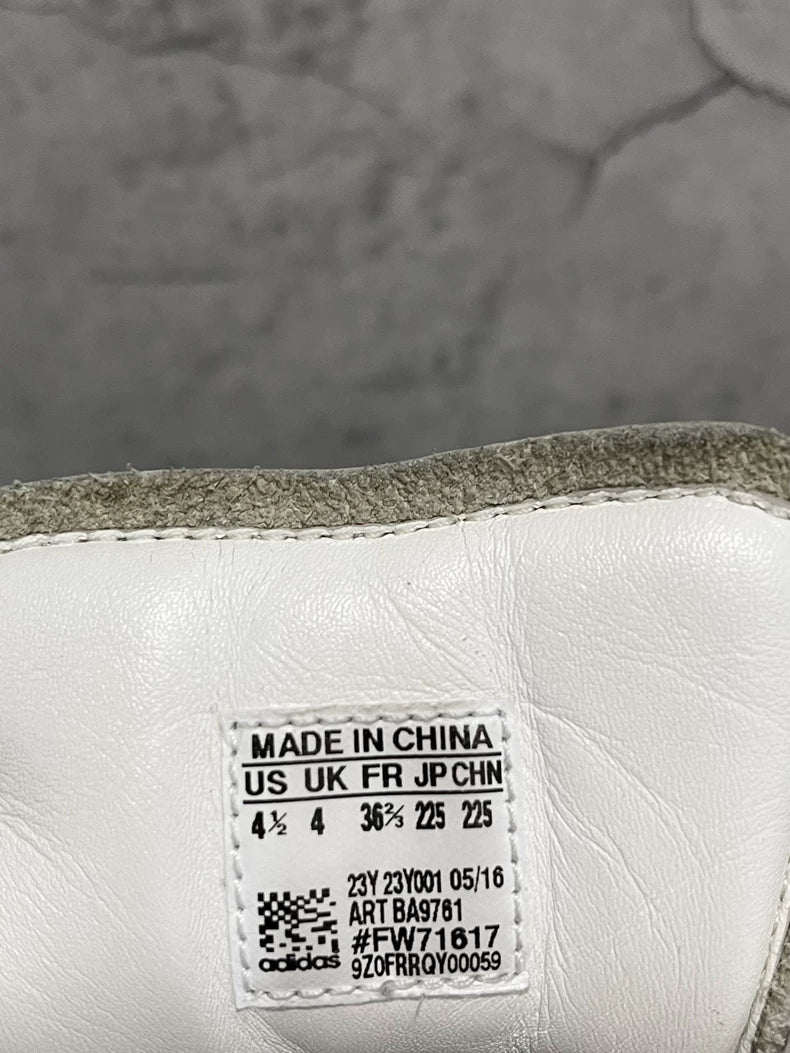 MADE IN CHINA
US UK FR JP CHN
4½ 4 36⅔ 225 225
23Y 23Y001 05/16
ART BA9761
#FW71617
adidas 9Z0FRRQY00059